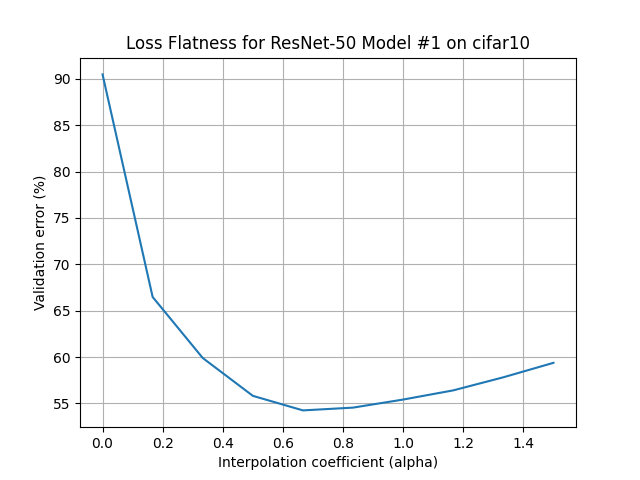 Loss Flatness for ResNet-50 Model #1 on cifar10
90
85
80
75
70
65
60
55
Validation error (%)
0.0 0.2 0.4 0.6 0.8 1.0 1.2 1.4
Interpolation coefficient (alpha)